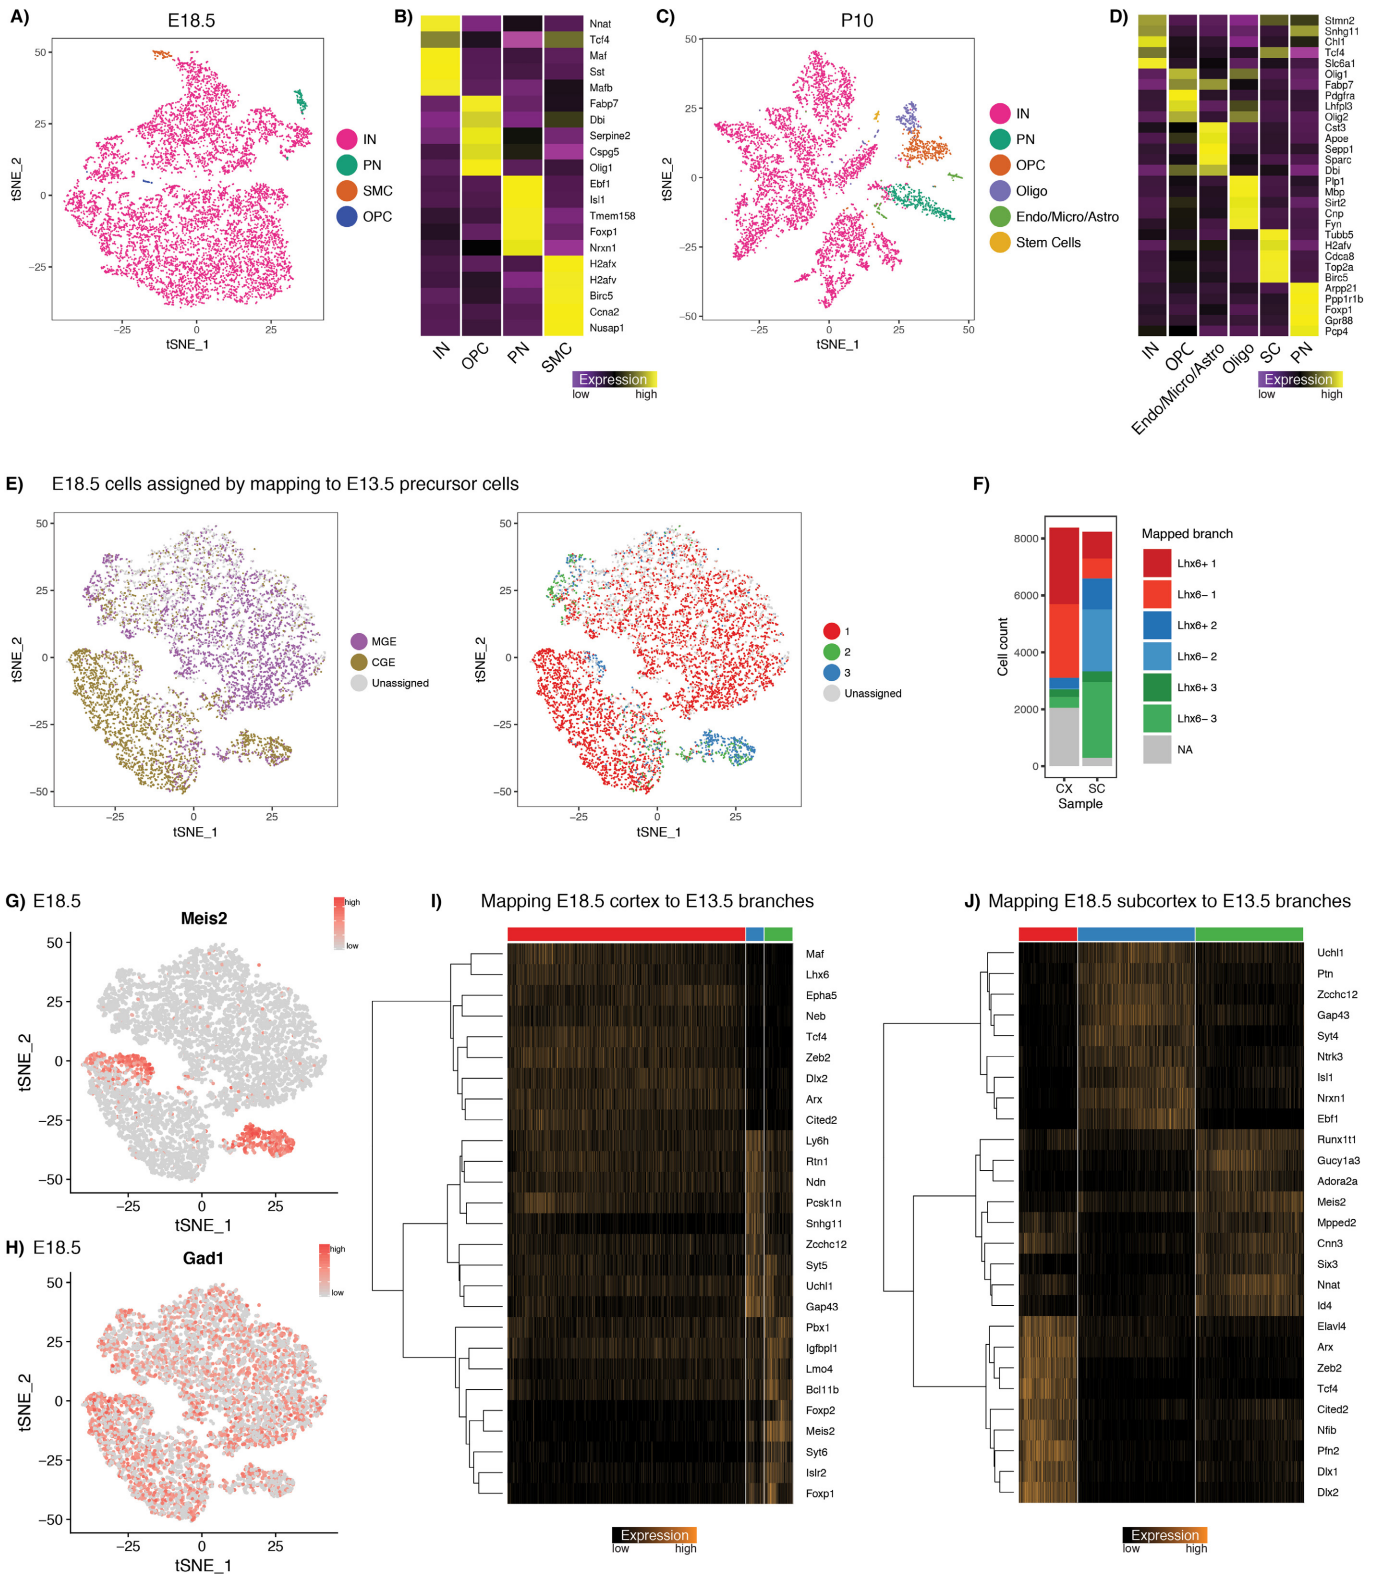 A) E18.5
50
25
0
−25
−25 0 25
tSNE_1
tSNE_2
IN
PN
SMC
OPC
B)
Nnat
Tcf4
Maf
Sst
Mafb
Fabp7
Dbi
Serpine2
Cspg5
Olig1
Ebf1
Isl1
Tmem158
Foxp1
Nrxn1
H2afx
H2afv
Birc5
Ccna2
Nusap1
IN OPC PN SMC
Expression
low high
C) P10
50
25
0
−25
−50
−25 0 25 50
tSNE_1
tSNE_2
IN
PN
OPC
Oligo
Endo/Micro/Astro
Stem Cells
D)
Stmn2
Snhg11
Chl1
Tcf4
Slc6a1
Olig1
Fabp7
Pdgfra
Lhfpl3
Olig2
Cst3
Apoe
Sepp1
Sparc
Dbi
Plp1
Mbp
Sirt2
Cnp
Fyn
Tubb5
H2afv
Cdca8
Top2a
Birc5
Arpp21
Ppp1r1b
Foxp1
Gpr88
Pcp4
IN OPC Endo/Micro/Astro Oligo SC PN
Expression
low high
E) E18.5 cells assigned by mapping to E13.5 precursor cells
50
25
0
−25
−50
−25 0 25
tSNE_1
tSNE_2
MGE
CGE
Unassigned
50
25
0
−25
−50
−25 0 25
tSNE_1
tSNE_2
1
2
3
Unassigned
F)
8000
6000
4000
2000
0
Cell count
CX SC
Sample
Mapped branch
Lhx6+ 1
Lhx6− 1
Lhx6+ 2
Lhx6− 2
Lhx6+ 3
Lhx6− 3
NA
G) E18.5
Meis2
high
low
50
25
0
−25
−50
−25 0 25
tSNE_1
tSNE_2
H) E18.5
Gad1
high
low
50
25
0
−25
−50
−25 0 25
tSNE_1
tSNE_2
I) Mapping E18.5 cortex to E13.5 branches
Maf
Lhx6
Epha5
Neb
Tcf4
Zeb2
Dlx2
Arx
Cited2
Ly6h
Rtn1
Ndn
Pcsk1n
Snhg11
Zcchc12
Syt5
Uchl1
Gap43
Pbx1
Igfbpl1
Lmo4
Bcl11b
Foxp2
Meis2
Syt6
Islr2
Foxp1
Expression
low high
J) Mapping E18.5 subcortex to E13.5 branches
Uchl1
Ptn
Zcchc12
Gap43
Syt4
Ntrk3
Isl1
Nrxn1
Ebf1
Runx1t1
Gucy1a3
Adora2a
Meis2
Mpped2
Cnn3
Six3
Nnat
Id4
Elavl4
Arx
Zeb2
Tcf4
Cited2
Nfib
Pfn2
Dlx1
Dlx2
Expression
low high